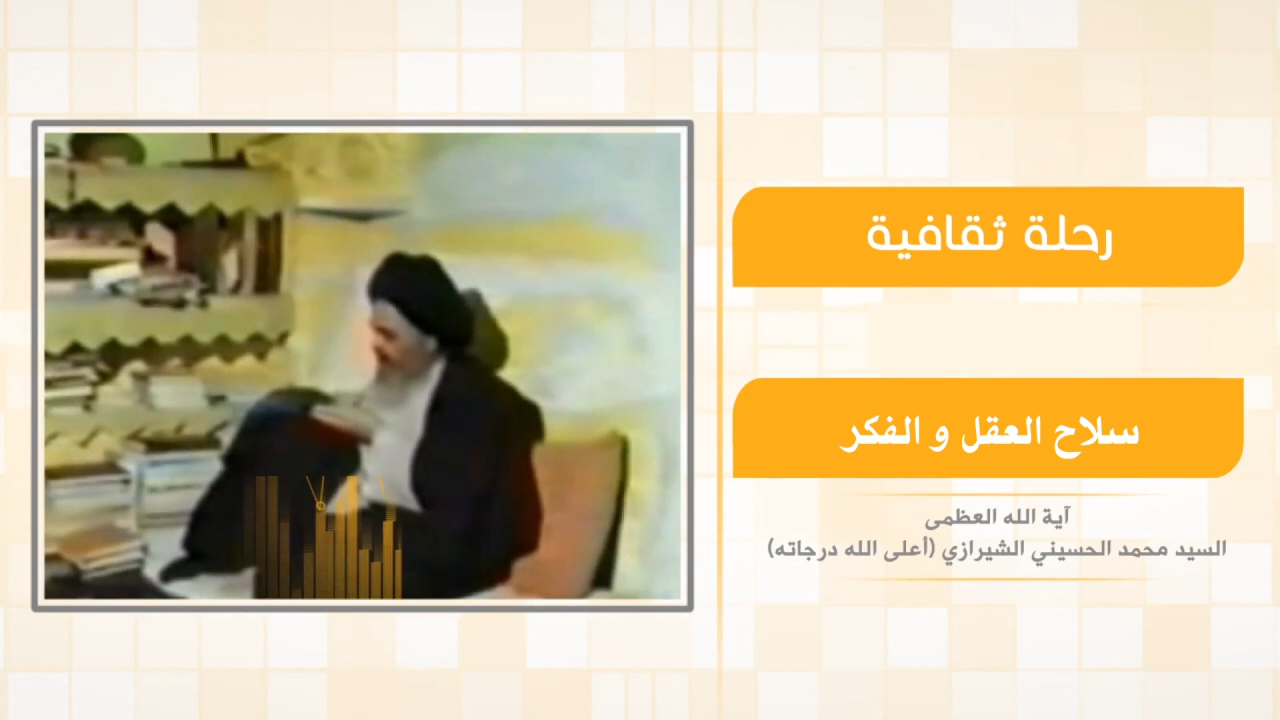 رحلة ثقافية
سلاح العقل و الفكر
آية الله العظمى
السيد محمد الحسيني الشيرازي (أعلى الله درجاته)